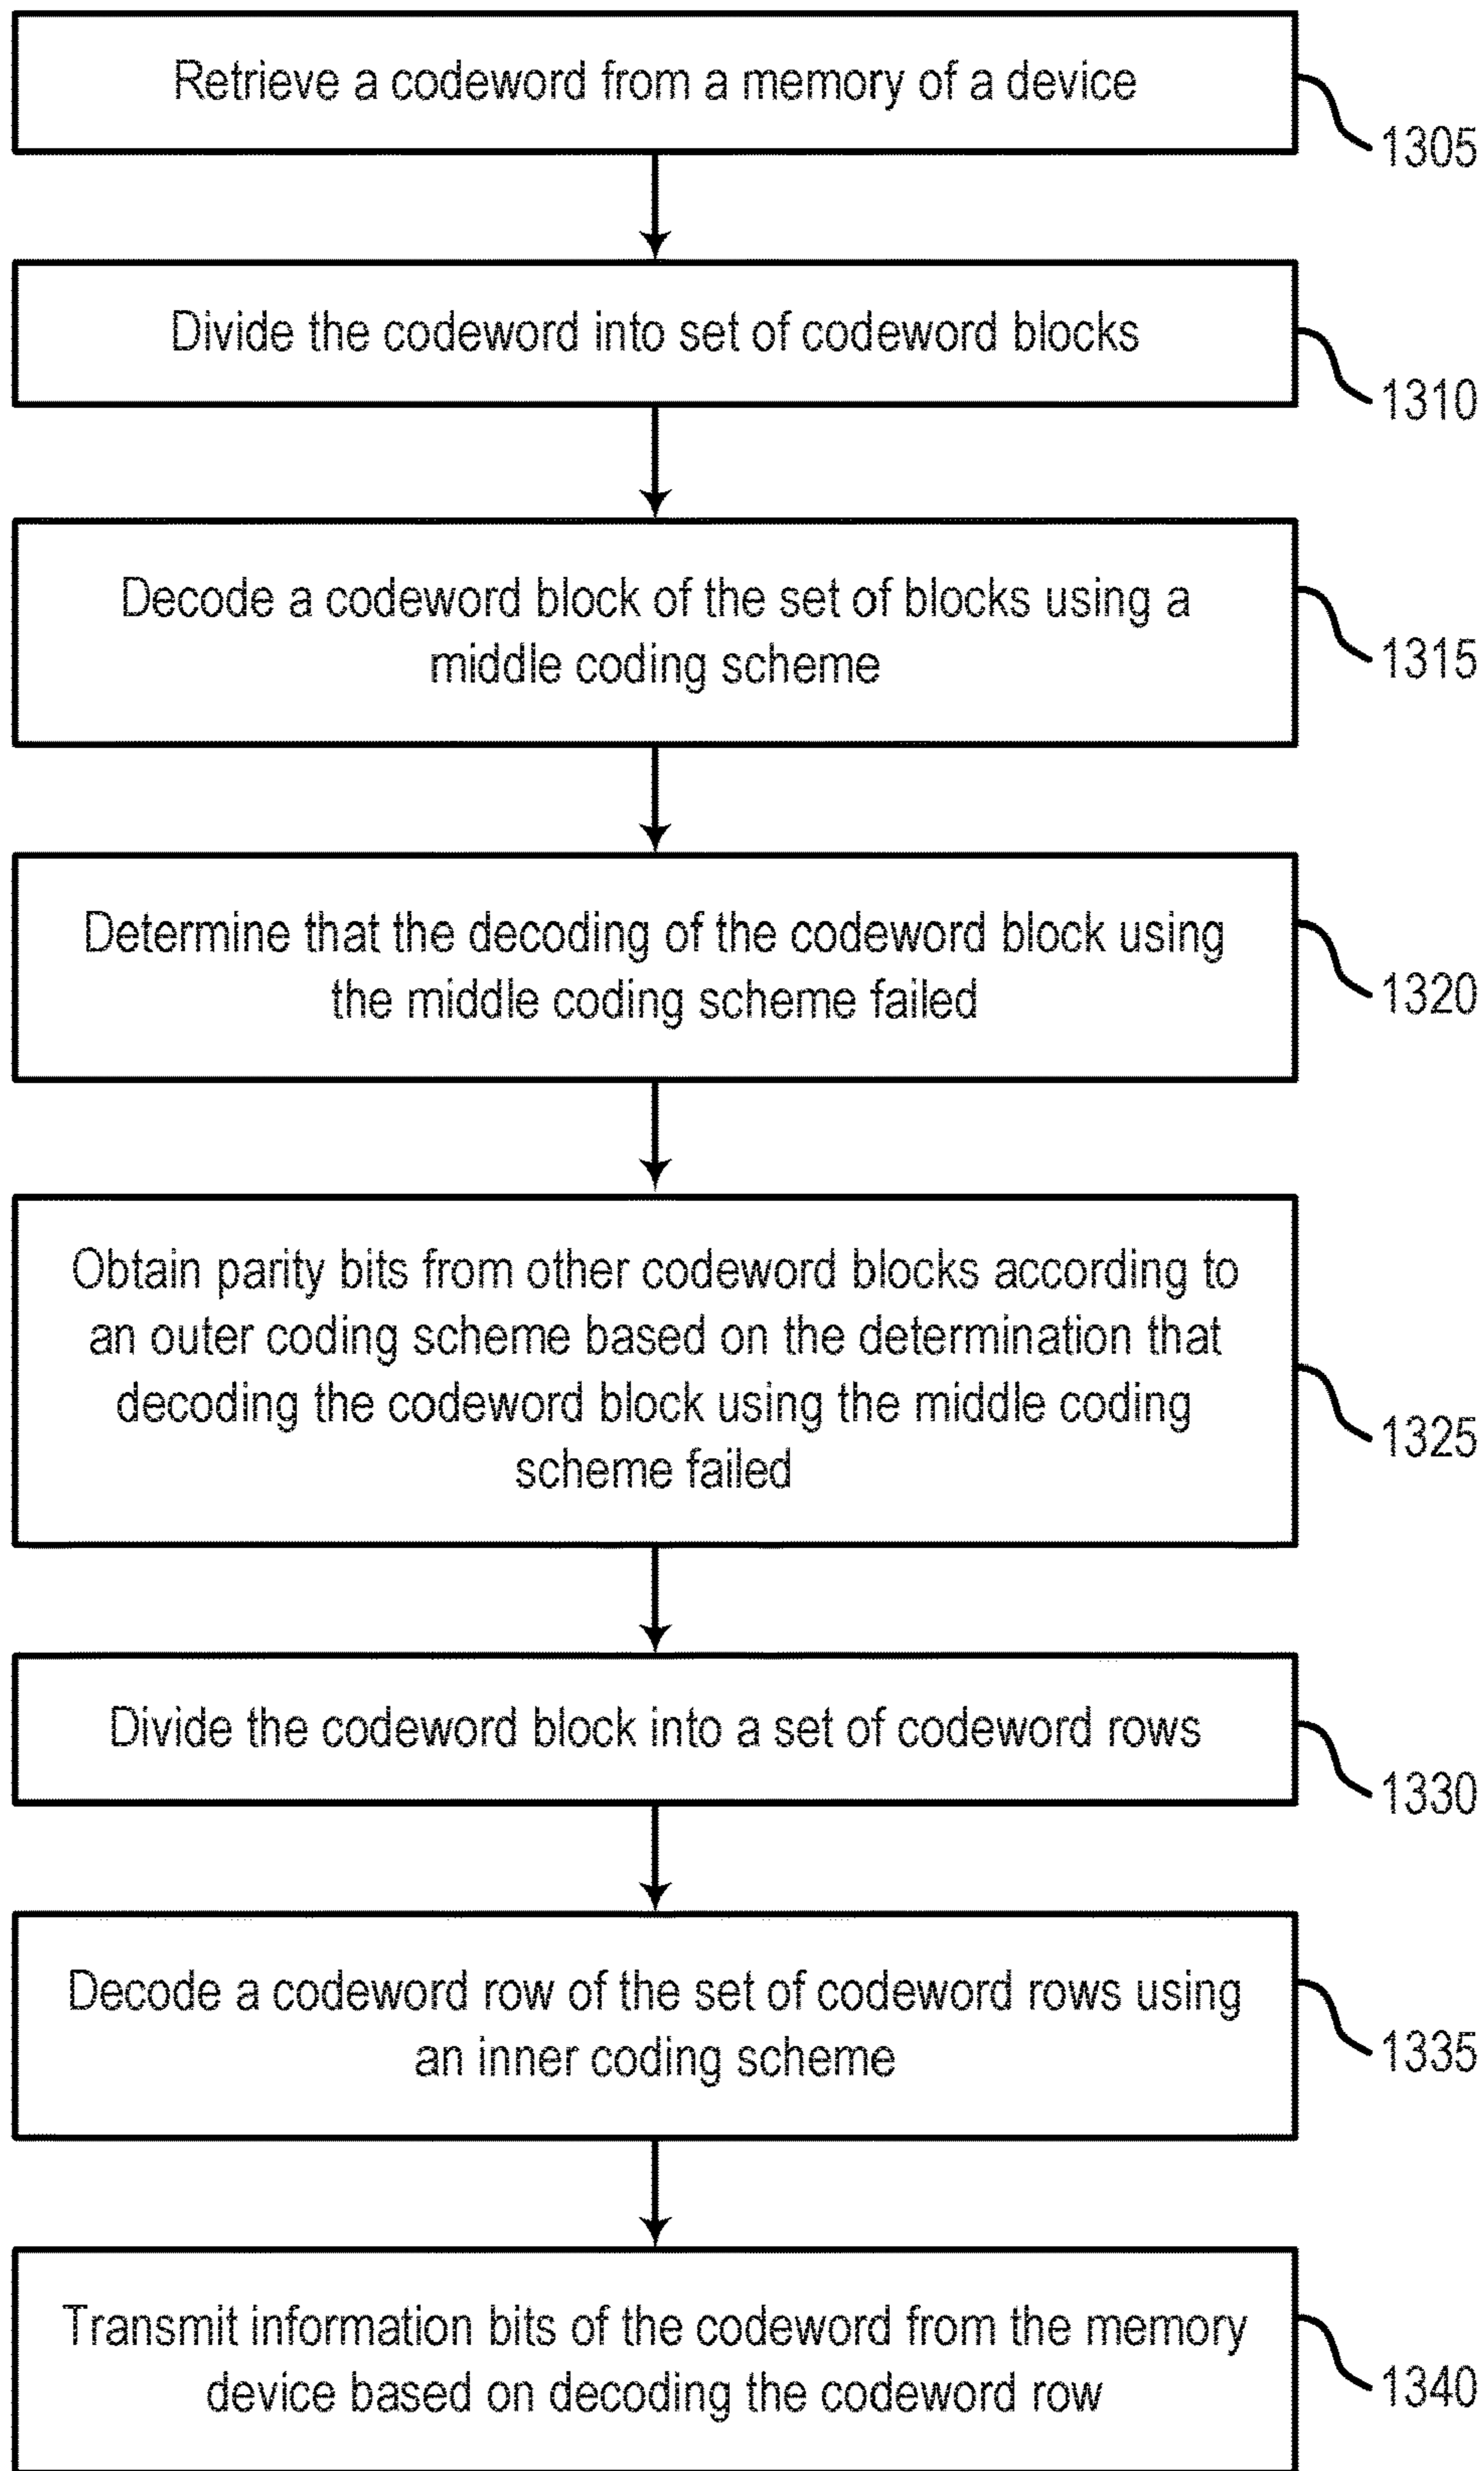 Retrieve a codeword from a memory of a device
1305
Divide the codeword into set of codeword blocks
1310
Decode a codeword block of the set of blocks using a
middle coding scheme
1315
Determine that the decoding of the codeword block using
the middle coding scheme failed
1320
Obtain parity bits from other codeword blocks according to
an outer coding scheme based on the determination that
decoding the codeword block using the middle coding
scheme failed
1325
Divide the codeword block into a set of codeword rows
1330
Decode a codeword row of the set of codeword rows using
an inner coding scheme
1335
Transmit information bits of the codeword from the memory
device based on decoding the codeword row
1340